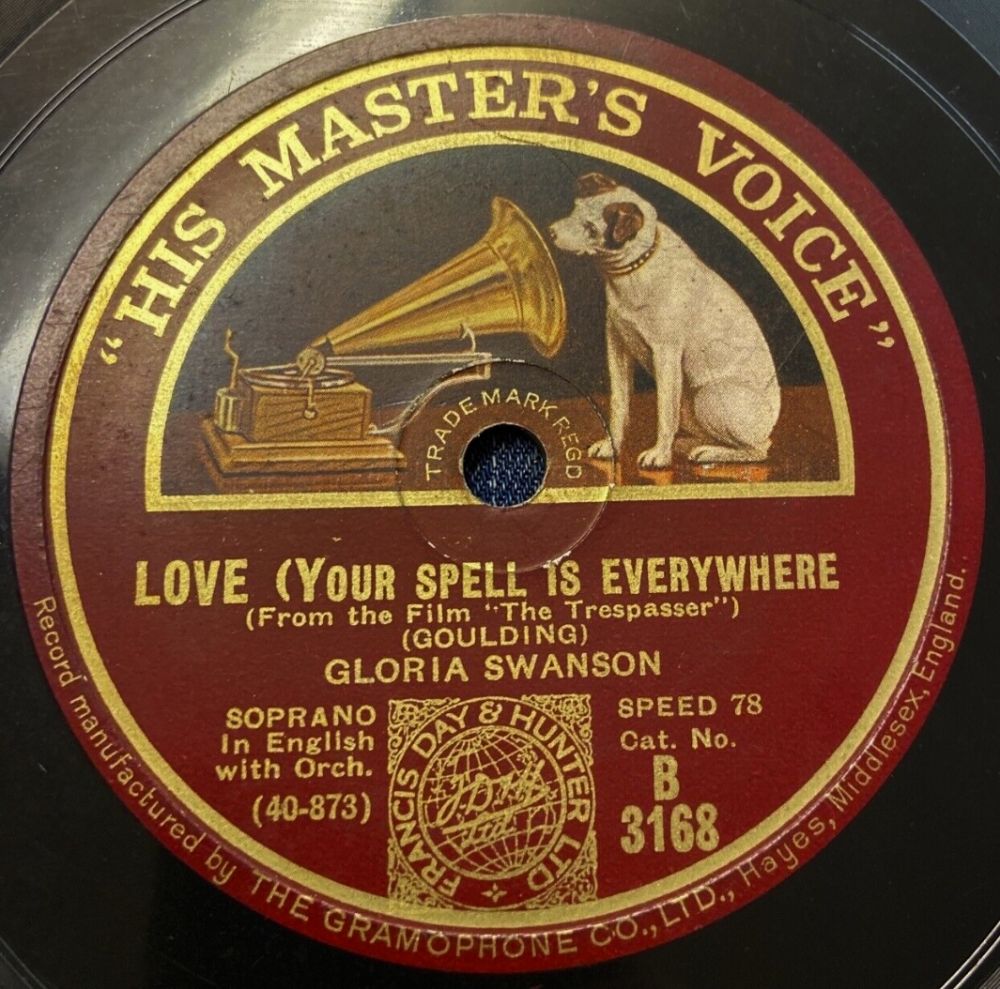 "HIS MASTER'S VOICE"
TRADE MARK REGD
LOVE (YOUR SPELL IS EVERYWHERE
(From the Film "The Trespasser")
(GOULDING)
GLORIA SWANSON
SOPRANO
In English
with Orch.
(40-873)
FRANCIS DAY & HUNTER LTD
F.D.&H.
Ltd.
SPEED 78
Cat. No.
B
3168
Record manufactured by THE GRAMOPHONE CO., LTD., Hayes, Middlesex, England.